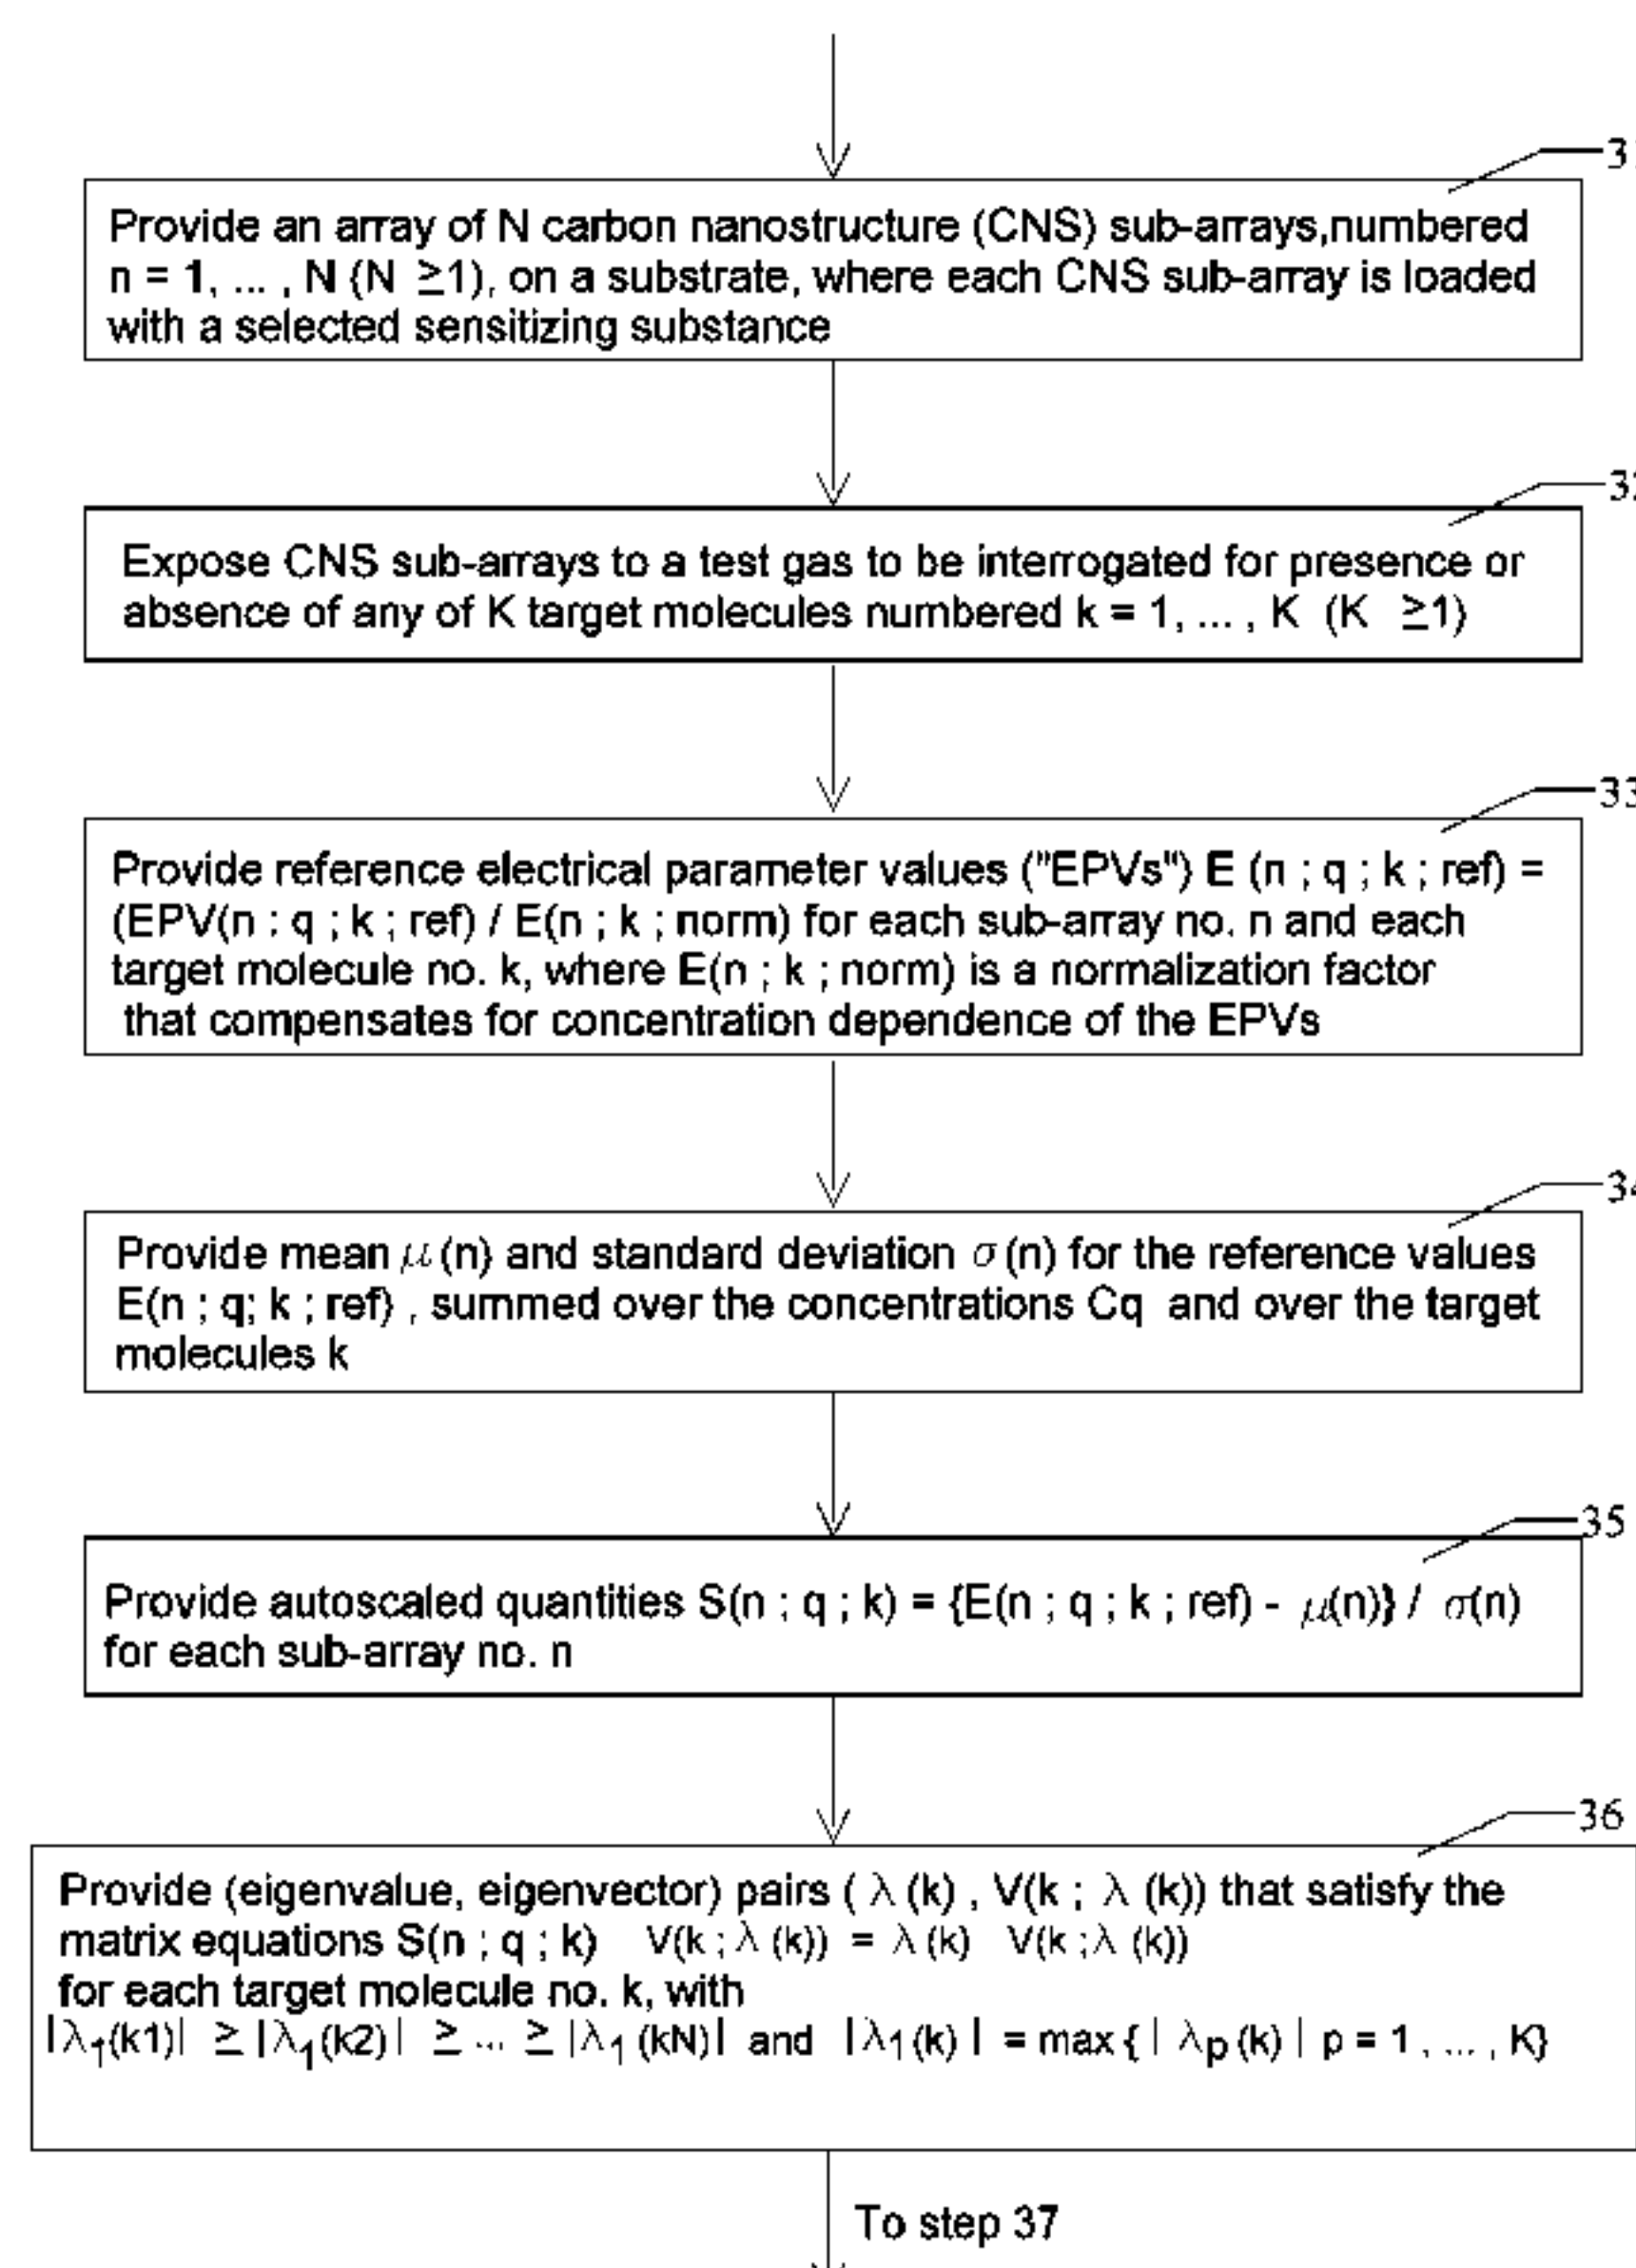 31
Provide an array of N carbon nanostructure (CNS) sub-arrays,numbered
n = 1, ... , N (N ≥1), on a substrate, where each CNS sub-array is loaded
with a selected sensitizing substance
32
Expose CNS sub-arrays to a test gas to be interrogated for presence or
absence of any of K target molecules numbered k = 1, ... , K (K ≥1)
33
Provide reference electrical parameter values ("EPVs") E (n ; q ; k ; ref) =
(EPV(n : q ; k ; ref) / E(n ; k ; norm) for each sub-array no. n and each
target molecule no. k, where E(n ; k ; norm) is a normalization factor
that compensates for concentration dependence of the EPVs
34
Provide mean μ(n) and standard deviation σ(n) for the reference values
E(n ; q; k ; ref) , summed over the concentrations Cq and over the target
molecules k
35
Provide autoscaled quantities S(n ; q ; k) = {E(n ; q ; k ; ref) - μ(n)} / σ(n)
for each sub-array no. n
36
Provide (eigenvalue, eigenvector) pairs ( λ (k) , V(k ; λ (k)) that satisfy the
matrix equations S(n ; q ; k) V(k ; λ (k)) = λ (k) V(k ;λ (k))
for each target molecule no. k, with
|λ1(k1)| ≥ |λ1(k2)| ≥ ... ≥ |λ1 (kN)| and |λ1(k) | = max { | λp (k) | p = 1 , ... , K}
To step 37